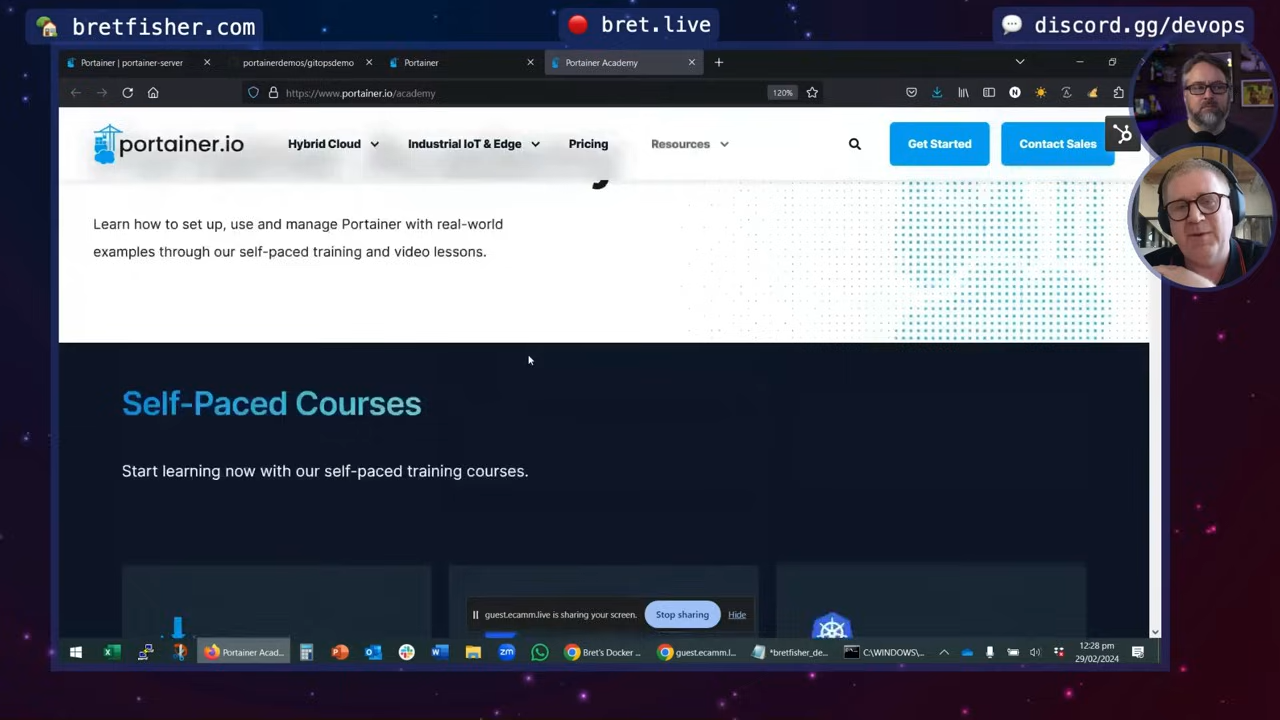 bretfisher.com
bret.live
discord.gg/devops
Portainer | portainer-server
portainerdemos/gitopsdemo
Portainer
Portainer Academy
https://www.portainer.io/academy
120%
portainer.io
Hybrid Cloud
Industrial IoT & Edge
Pricing
Resources
Get Started
Contact Sales
Learn how to set up, use and manage Portainer with real-world
examples through our self-paced training and video lessons.
Self-Paced Courses
Start learning now with our self-paced training courses.
guest.ecamm.live is sharing your screen.
Stop sharing
Hide
Portainer Acad...
zm
Bret's Docker ...
guest.ecamm.l...
*bretfisher_de...
C:\WINDOWS\...
12:28 pm
29/02/2024